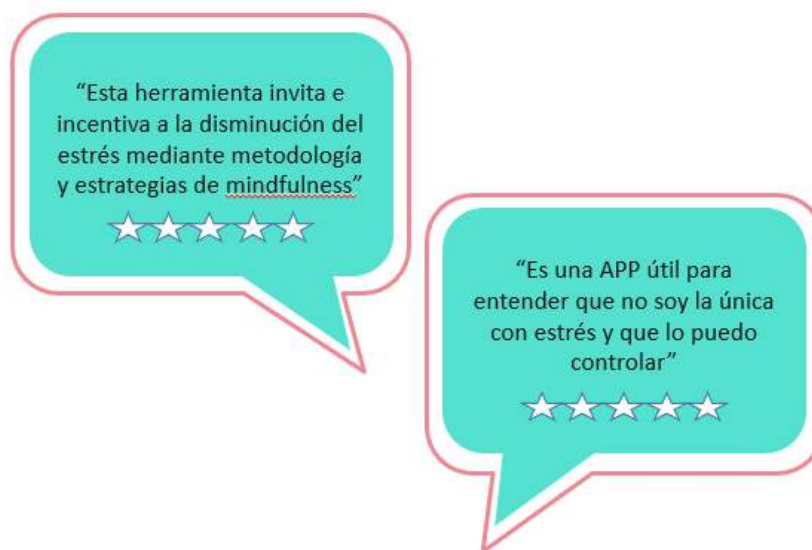 “Esta herramienta invita e
incentiva a la disminución del
estrés mediante metodología
y estrategias de mindfulness”
“Es una APP útil para
entender que no soy la única
con estrés y que lo puedo
controlar”